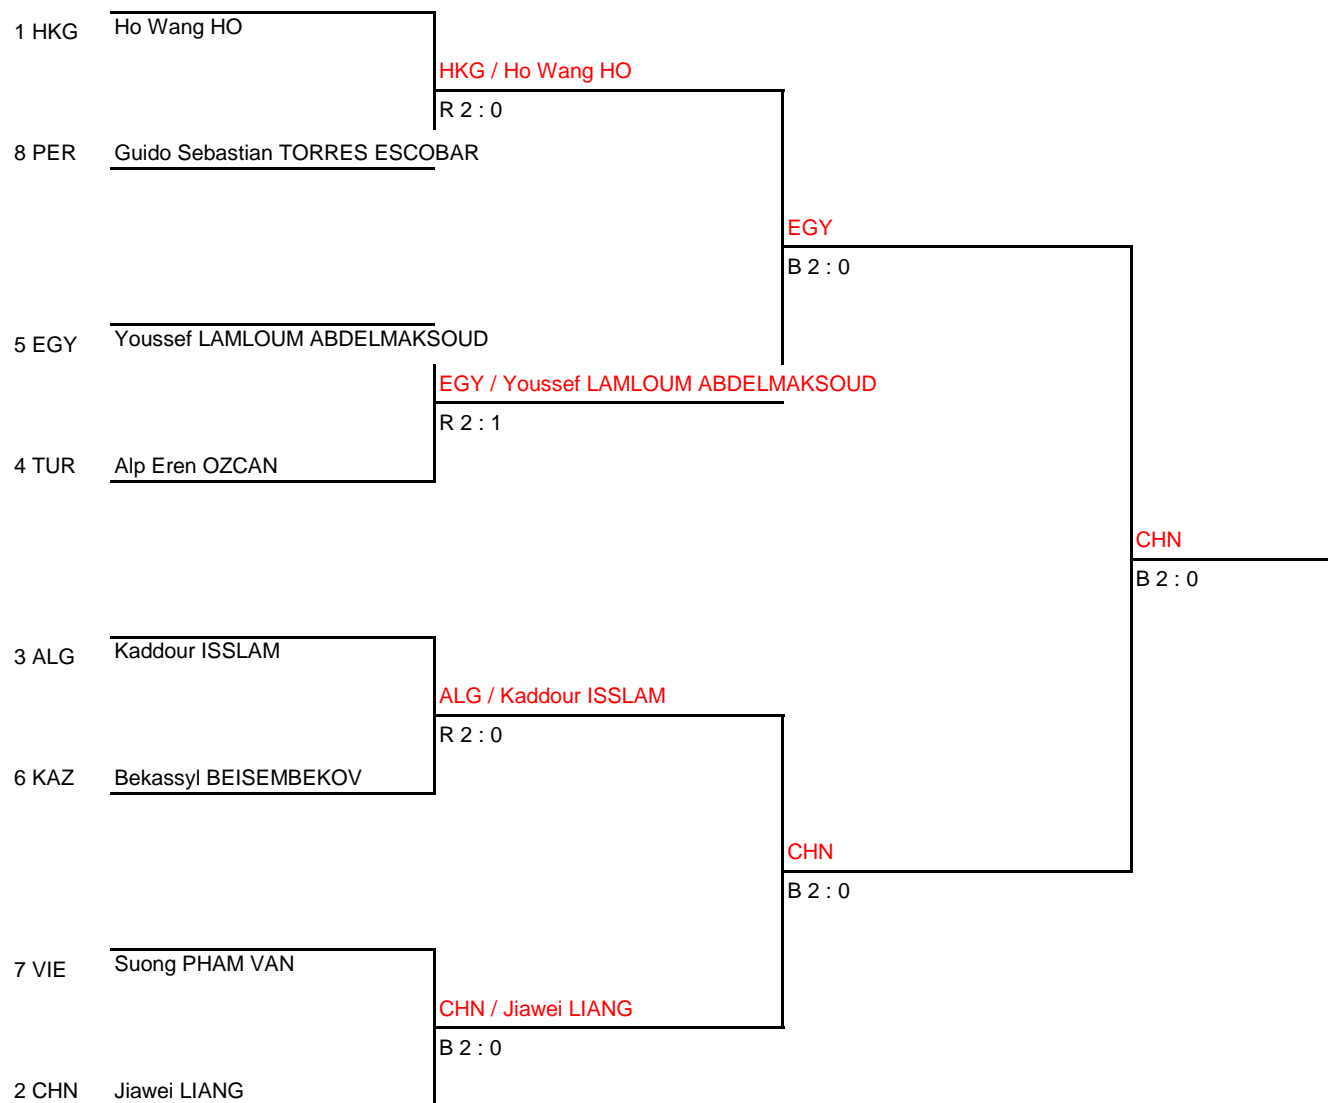 1 HKG Ho Wang HO
HKG / Ho Wang HO
R 2 : 0
8 PER Guido Sebastian TORRES ESCOBAR
EGY
B 2 : 0
5 EGY Youssef LAMLOUM ABDELMAKSOUD
EGY / Youssef LAMLOUM ABDELMAKSOUD
R 2 : 1
4 TUR Alp Eren OZCAN
CHN
B 2 : 0
3 ALG Kaddour ISSLAM
ALG / Kaddour ISSLAM
R 2 : 0
6 KAZ Bekassyl BEISEMBEKOV
CHN
B 2 : 0
7 VIE Suong PHAM VAN
CHN / Jiawei LIANG
B 2 : 0
2 CHN Jiawei LIANG